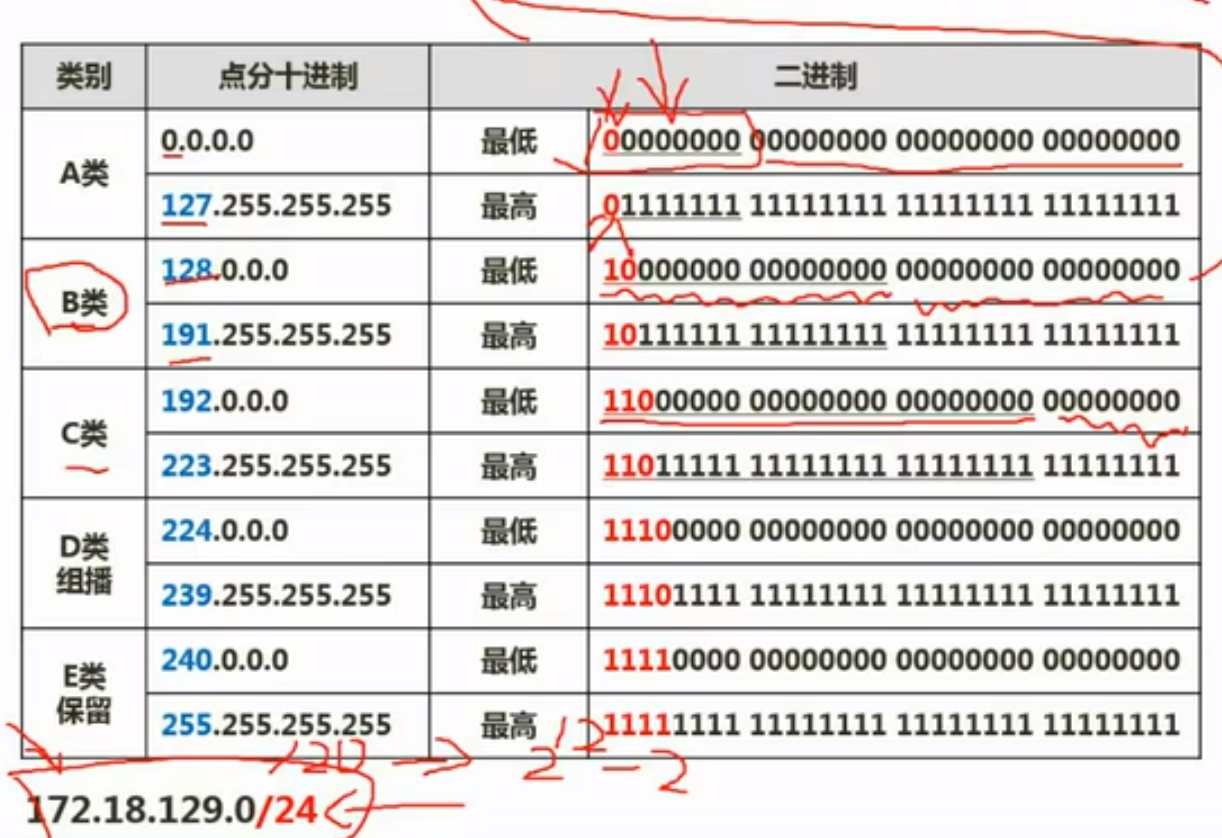 类别 点分十进制 二进制
A类 0.0.0.0 最低 00000000 00000000 00000000 00000000
127.255.255.255 最高 01111111 11111111 11111111 11111111
B类 128.0.0.0 最低 10000000 00000000 00000000 00000000
191.255.255.255 最高 10111111 11111111 11111111 11111111
C类 192.0.0.0 最低 11000000 00000000 00000000 00000000
223.255.255.255 最高 11011111 11111111 11111111 11111111
D类
组播 224.0.0.0 最低 11100000 00000000 00000000 00000000
239.255.255.255 最高 11101111 11111111 11111111 11111111
E类
保留 240.0.0.0 最低 11110000 00000000 00000000 00000000
255.255.255.255 最高 11111111 11111111 11111111 11111111
/20 → 2¹²-2
172.18.129.0/24